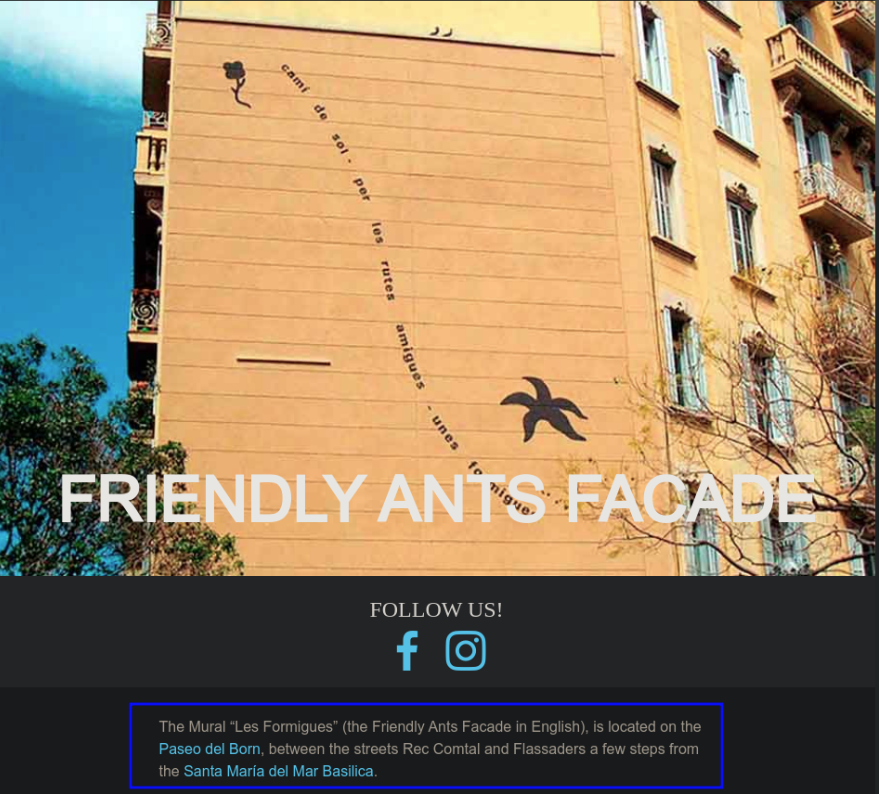 camí de sol - per les rutes amigues - unes formigues
FRIENDLY ANTS FACADE
FOLLOW US!
The Mural “Les Formigues” (the Friendly Ants Facade in English), is located on the
Paseo del Born, between the streets Rec Comtal and Flassaders a few steps from
the Santa María del Mar Basilica.